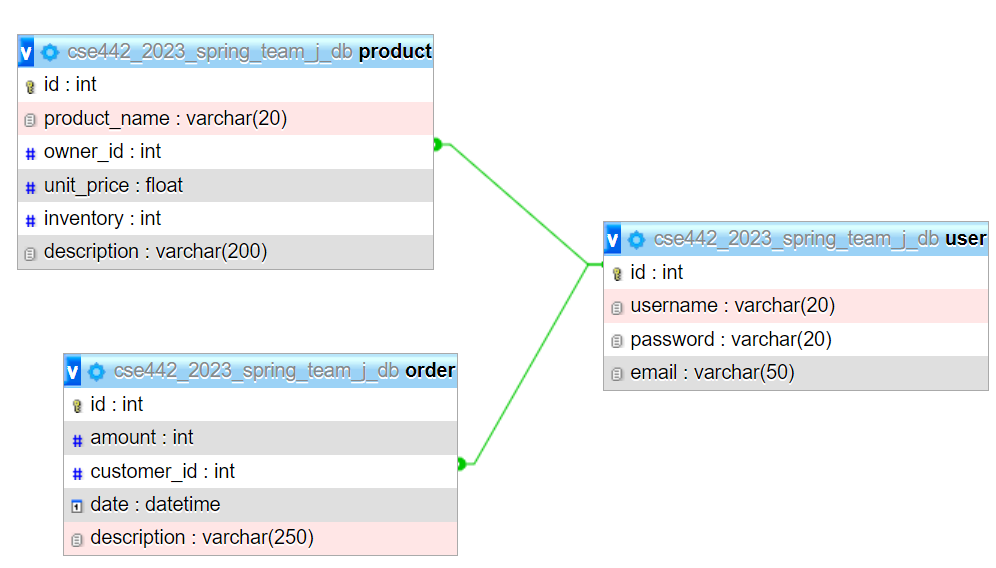 v cse442_2023_spring_team_j_db product
id : int
product_name : varchar(20)
# owner_id : int
# unit_price : float
# inventory : int
description : varchar(200)
v cse442_2023_spring_team_j_db user
id : int
username : varchar(20)
password : varchar(20)
email : varchar(50)
v cse442_2023_spring_team_j_db order
id : int
# amount : int
# customer_id : int
date : datetime
description : varchar(250)